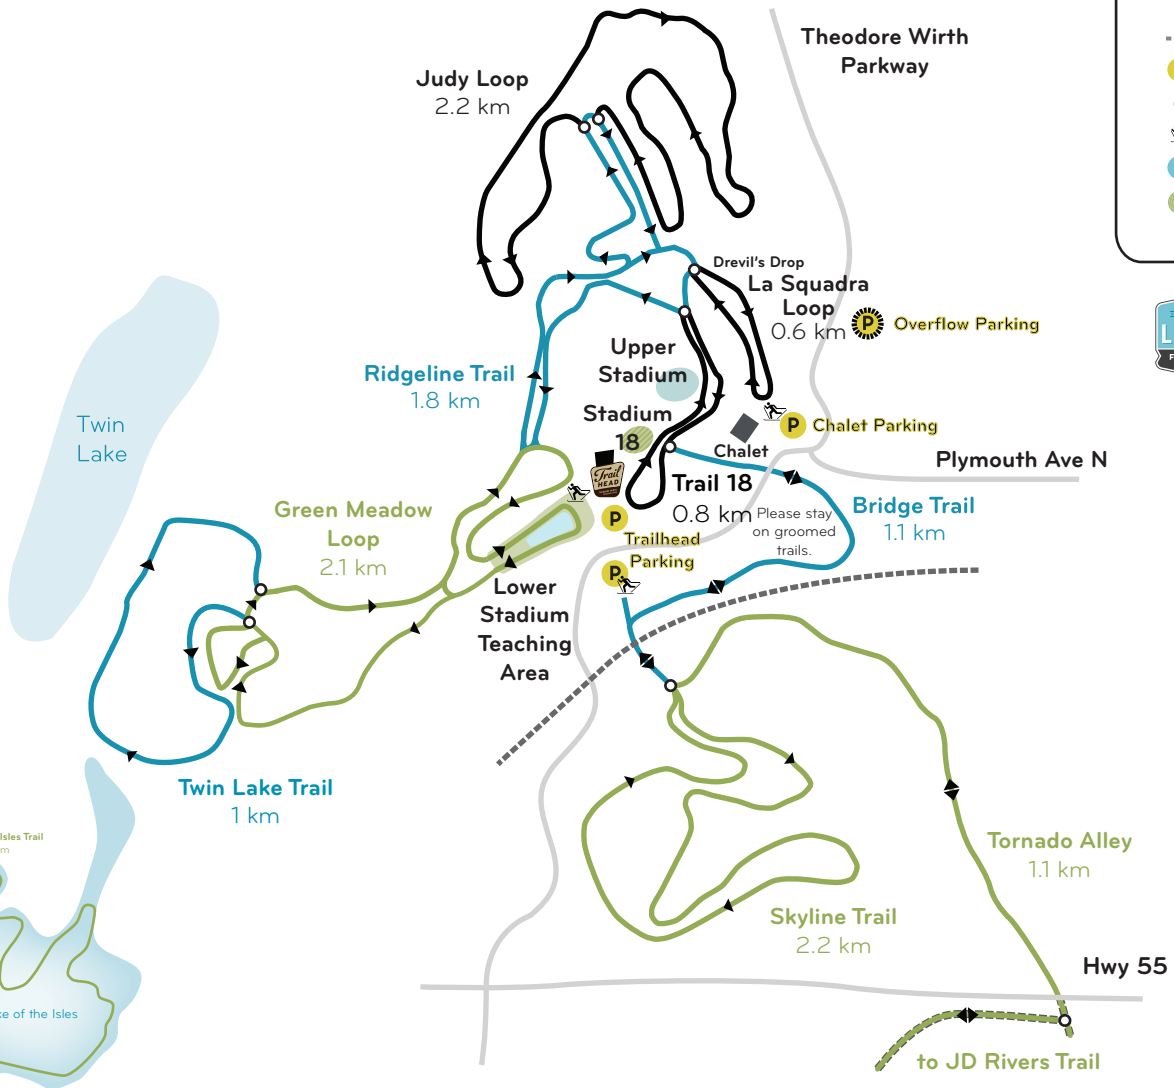 Theodore Wirth
Parkway
Judy Loop
2.2 km
Drevil's Drop
La Squadra
Loop
0.6 km
P
Overflow Parking
Upper
Stadium
Ridgeline Trail
1.8 km
Stadium
18
P
Chalet Parking
Chalet
Twin
Lake
Plymouth Ave N
Trail
HEAD
Trail 18
0.8 km
Please stay
on groomed
trails.
Bridge Trail
1.1 km
Green Meadow
Loop
2.1 km
P
Trailhead
Parking
P
Lower
Stadium
Teaching
Area
Twin Lake Trail
1 km
Isles Trail
m
Tornado Alley
1.1 km
Skyline Trail
2.2 km
Hwy 55
e of the Isles
to JD Rivers Trail